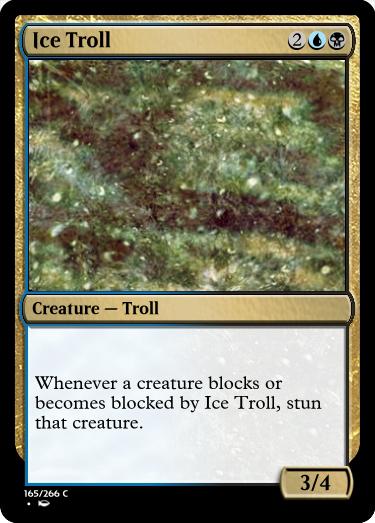 Ice Troll 2
Creature — Troll
Whenever a creature blocks or
becomes blocked by Ice Troll, stun
that creature.
3/4
165/266 C